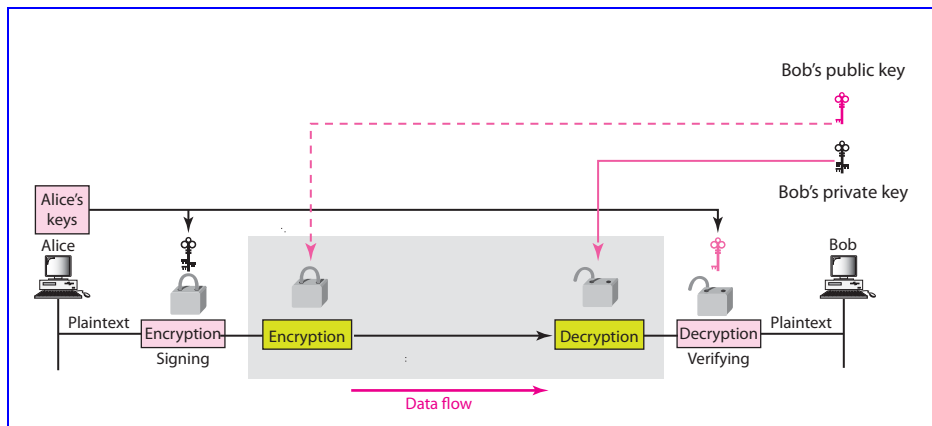 Bob's public key
Bob's private key
Alice's
keys
Alice
Bob
Plaintext
Encryption
Encryption
Decryption
Decryption
Plaintext
Signing
Verifying
Data flow